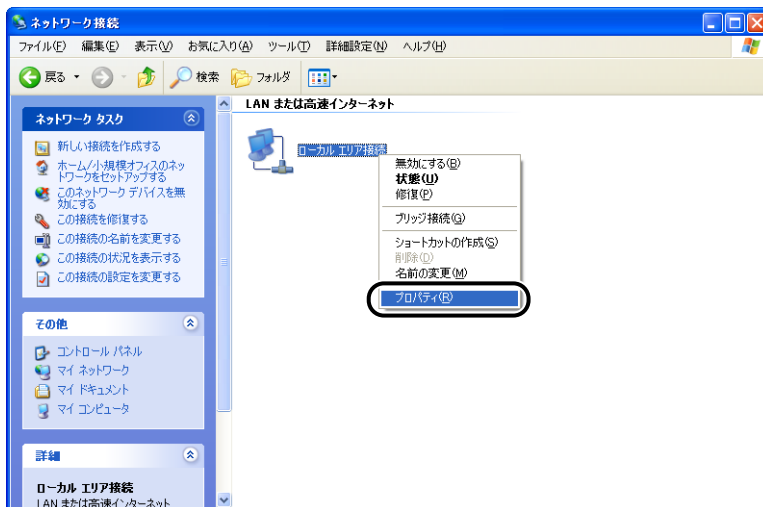 ネットワーク接続
ファイル(F) 編集(E) 表示(V) お気に入り(A) ツール(T) 詳細設定(N) ヘルプ(H)
戻る 検索 フォルダ
ネットワーク タスク
新しい接続を作成する
ホーム/小規模オフィスのネッ
トワークをセットアップする
このネットワーク デバイスを無
効にする
この接続を修復する
この接続の名前を変更する
この接続の状況を表示する
この接続の設定を変更する
その他
コントロール パネル
マイ ネットワーク
マイ ドキュメント
マイ コンピュータ
詳細
ローカル エリア接続
LAN または高速インターネット
LAN または高速インターネット
ローカル エリア接続
無効にする(B)
状態(U)
修復(P)
ブリッジ接続(G)
ショートカットの作成(S)
削除(D)
名前の変更(M)
プロパティ(R)